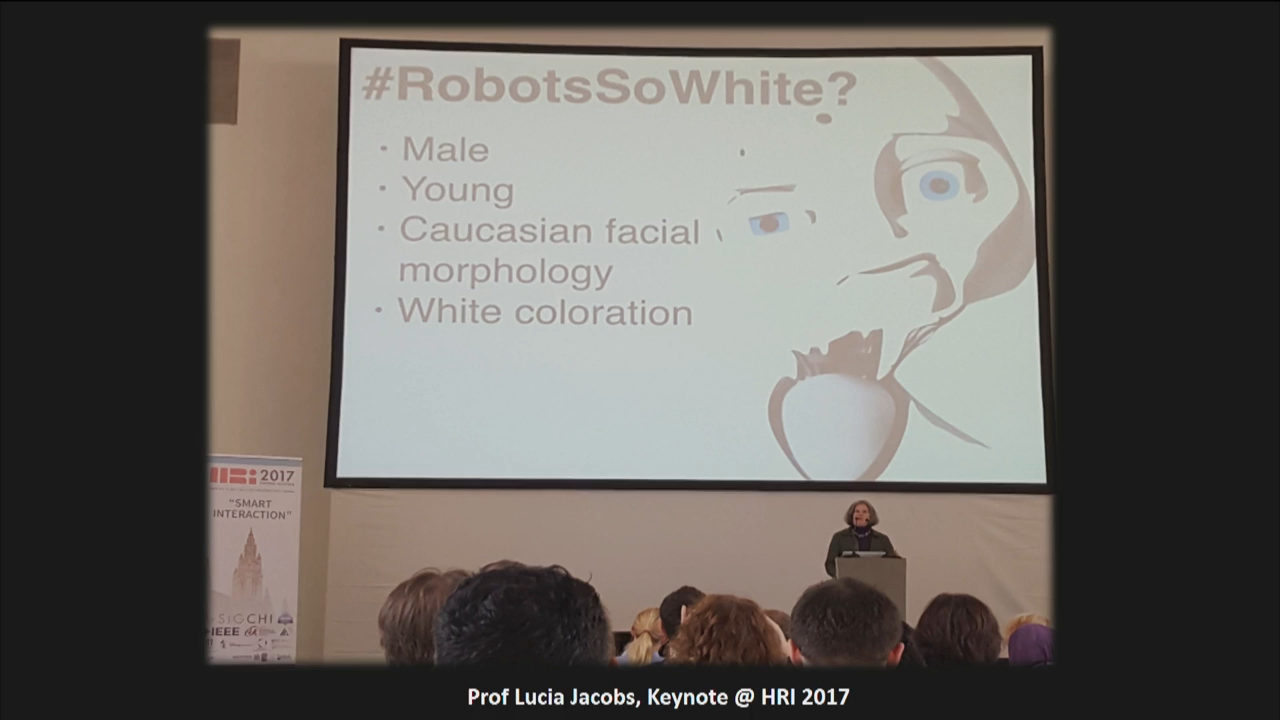 #RobotsSoWhite?
· Male
· Young
· Caucasian facial
morphology
· White coloration
HRI 2017
"SMART
INTERACTION"
SIGCHI
IEEE
Prof Lucia Jacobs, Keynote @ HRI 2017